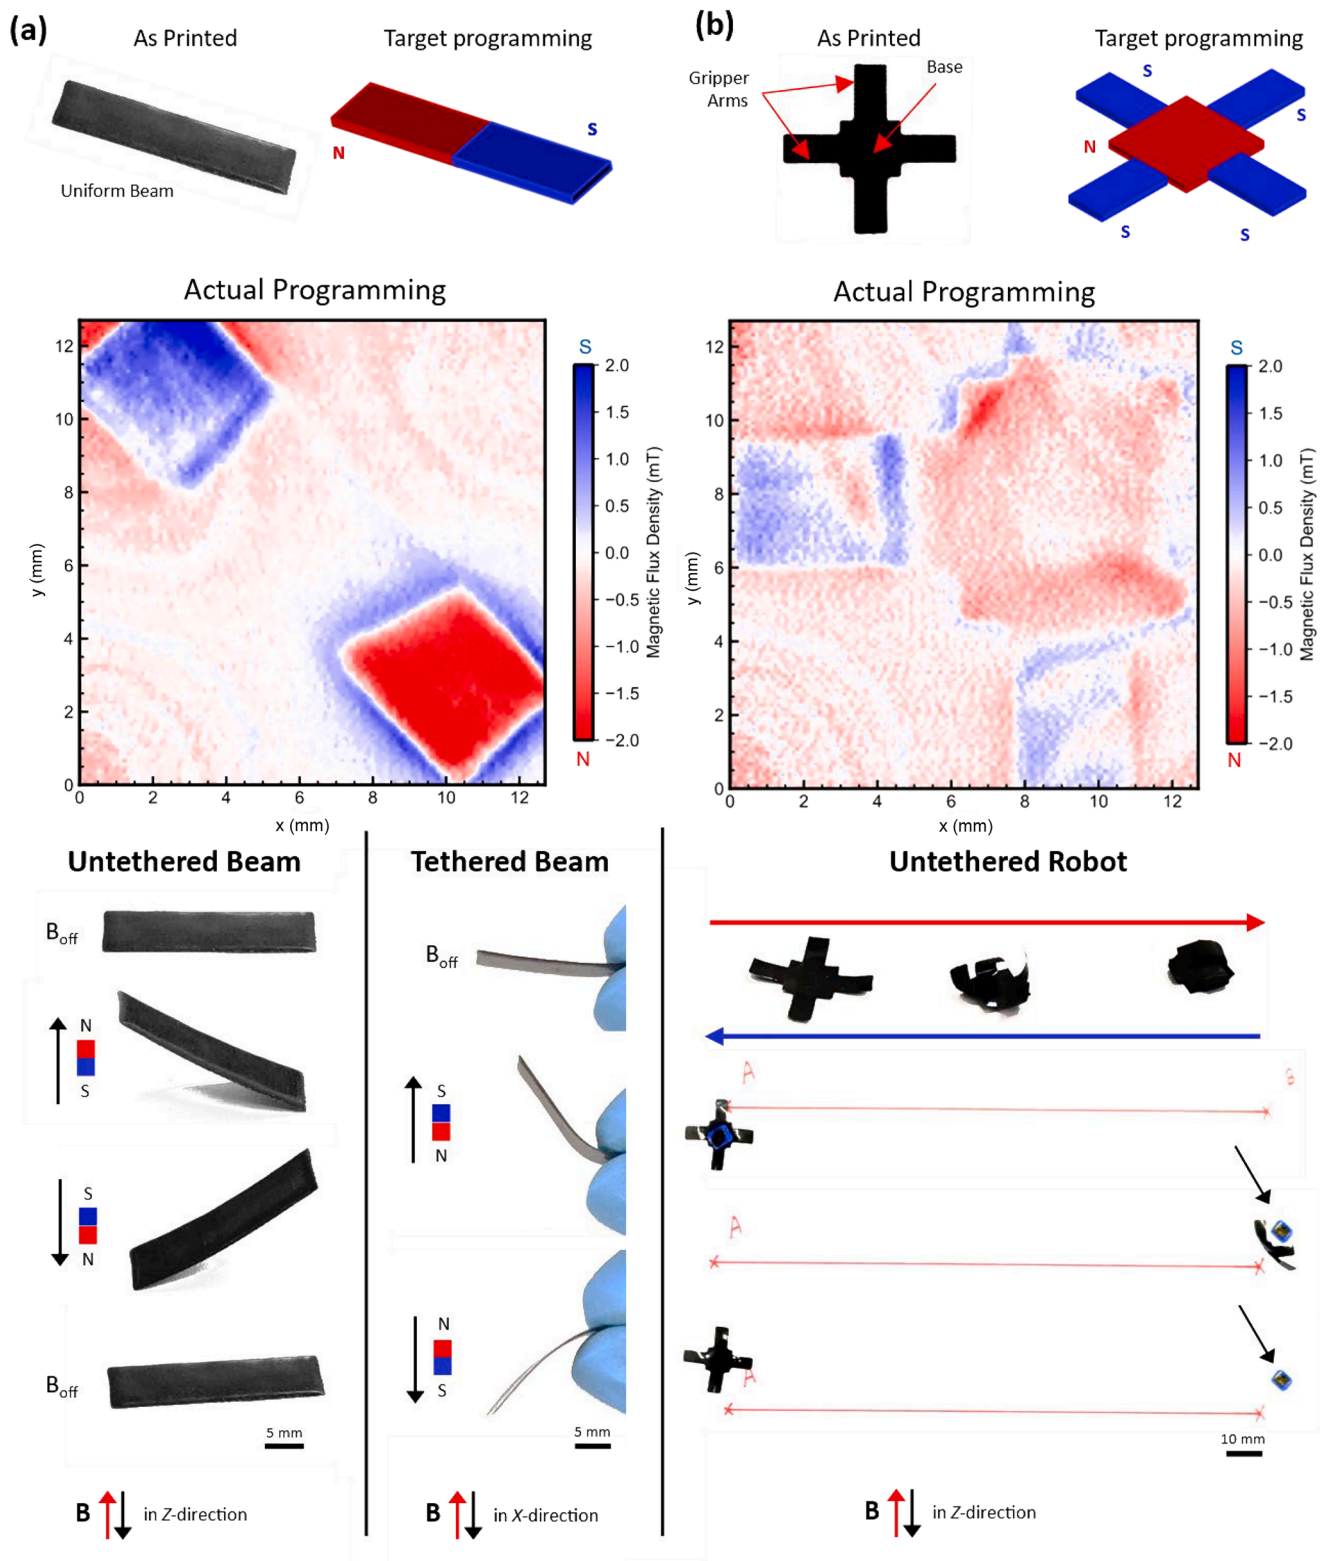 (a)
As Printed
Target programming
N
S
Uniform Beam
(b)
As Printed
Target programming
Gripper
Arms
Base
S
S
N
S
S
Actual Programming
S
2.0
1.5
1.0
0.5
0.0
−0.5
−1.0
−1.5
−2.0
N
Magnetic Flux Density (mT)
y (mm)
12
10
8
6
4
2
0
0 2 4 6 8 10 12
x (mm)
Actual Programming
S
2.0
1.5
1.0
0.5
0.0
−0.5
−1.0
−1.5
−2.0
N
Magnetic Flux Density (mT)
y (mm)
12
10
8
6
4
2
0
0 2 4 6 8 10 12
x (mm)
Untethered Beam
Boff
N
S
S
N
Boff
5 mm
B in Z-direction
Tethered Beam
Boff
S
N
N
S
5 mm
B in X-direction
Untethered Robot
A
B
A
A
10 mm
B in Z-direction